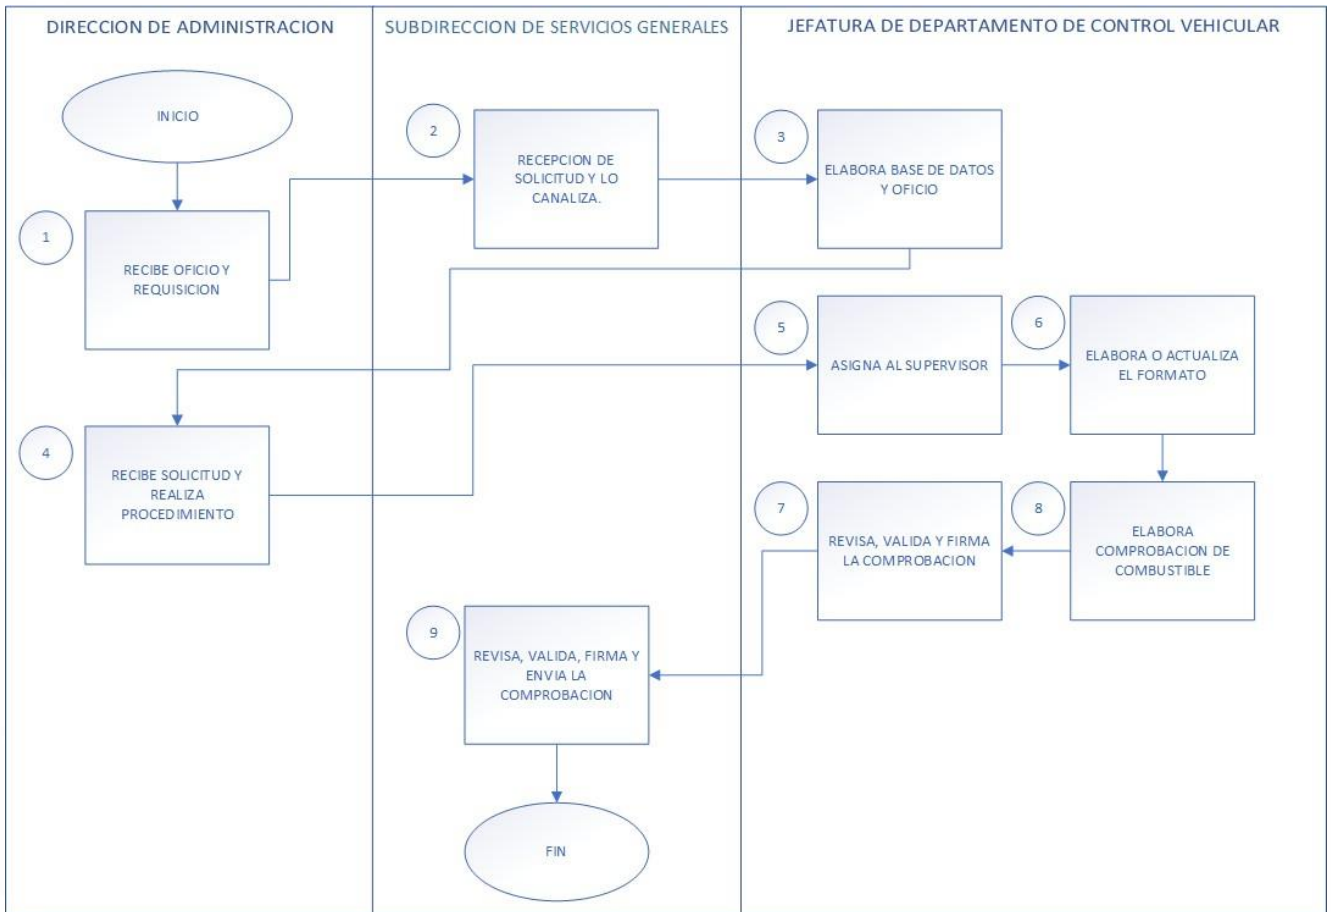 DIRECCION DE ADMINISTRACION
SUBDIRECCION DE SERVICIOS GENERALES
JEFATURA DE DEPARTAMENTO DE CONTROL VEHICULAR
INICIO
1
RECIBE OFICIO Y
REQUISICION
2
RECEPCION DE
SOLICITUD Y LO
CANALIZA.
3
ELABORA BASE DE DATOS
Y OFICIO
4
RECIBE SOLICITUD Y
REALIZA
PROCEDIMIENTO
5
ASIGNA AL SUPERVISOR
6
ELABORA O ACTUALIZA
EL FORMATO
7
REVISA, VALIDA Y FIRMA
LA COMPROBACION
8
ELABORA
COMPROBACION DE
COMBUSTIBLE
9
REVISA, VALIDA, FIRMA Y
ENVIA LA
COMPROBACION
FIN